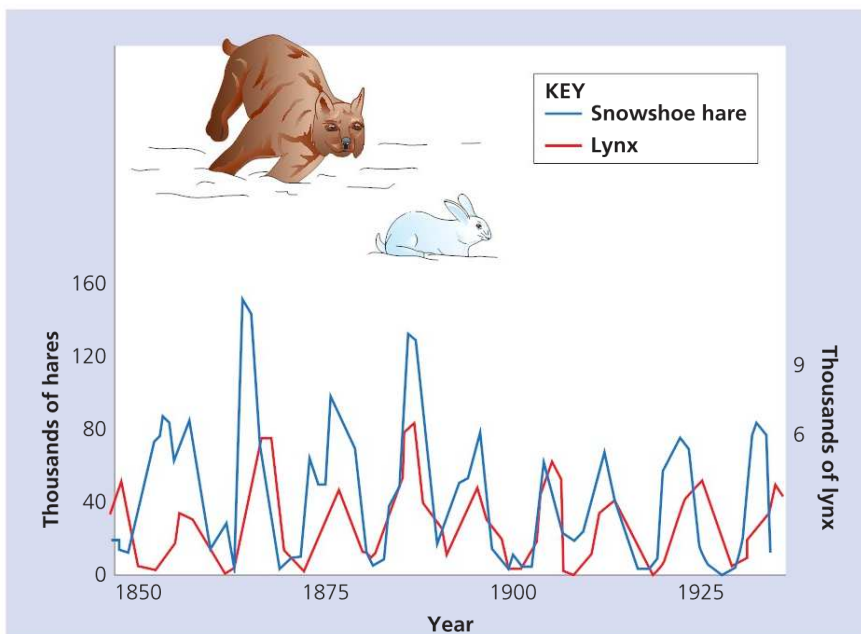 KEY
Snowshoe hare
Lynx
160
120
80
40
0
Thousands of hares
9
6
Thousands of lynx
1850 1875 1900 1925
Year